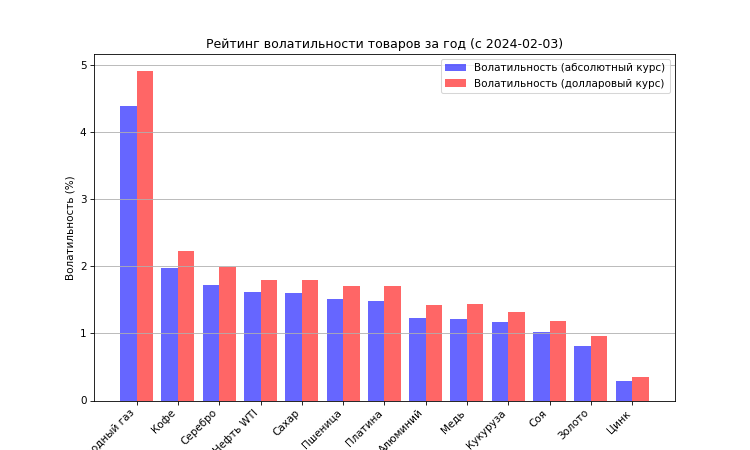 Рейтинг волатильности товаров за год (с 2024-02-03)
Волатильность (абсолютный курс)
Волатильность (долларовый курс)
Волатильность (%)
5
4
3
2
1
0
одный газ
Кофе
Серебро
Нефть WTI
Сахар
Пшеница
Платина
Алюминий
Медь
Кукуруза
Соя
Золото
Цинк